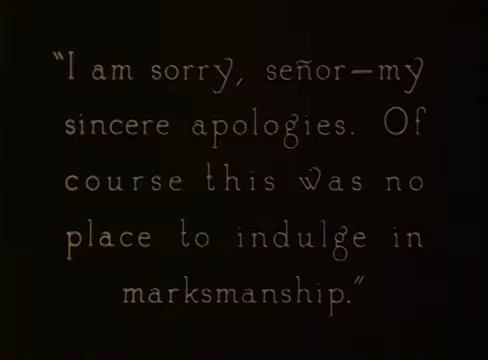 "I am sorry, señor—my
sincere apologies. Of
course this was no
place to indulge in
marksmanship."